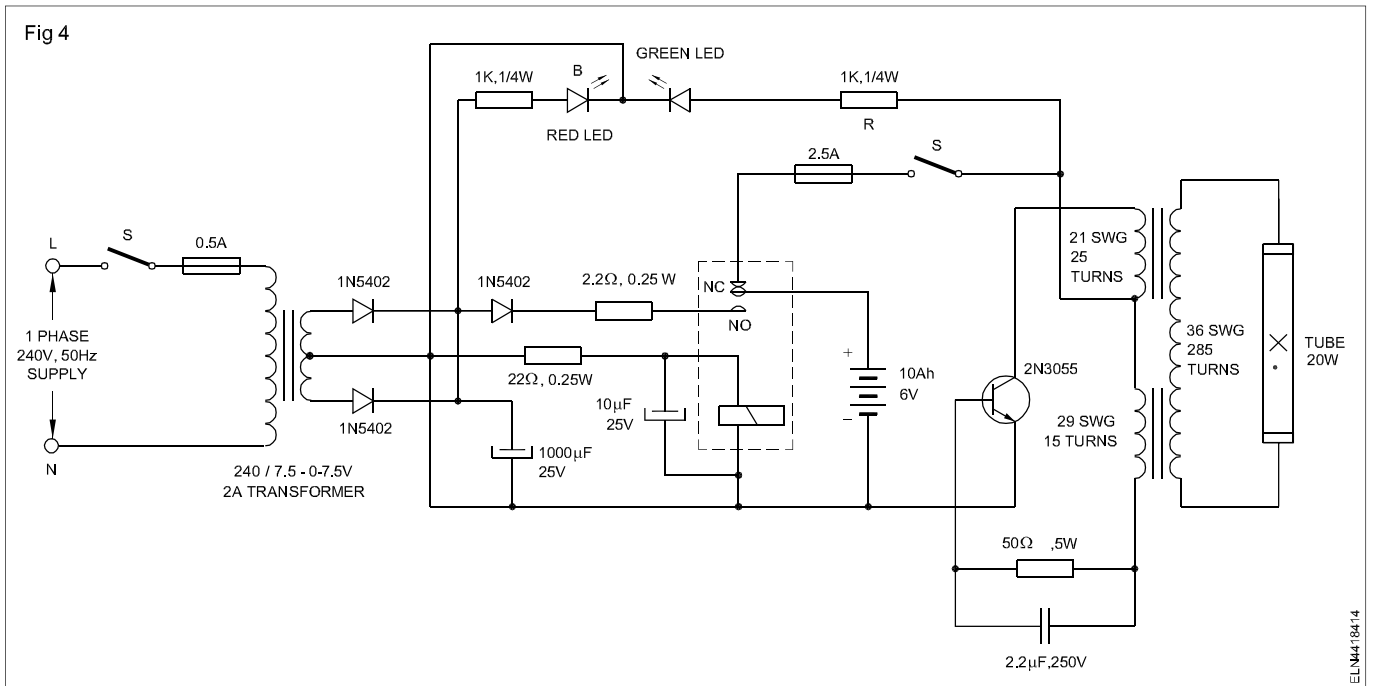 Fig 4
GREEN LED
1K,1/4W
B
1K,1/4W
RED LED
R
2.5A
S
L
S
0.5A
21 SWG
25
TURNS
1N5402
1N5402
2.2Ω, 0.25 W
NC
NO
1 PHASE
240V, 50Hz
SUPPLY
36 SWG
285
TURNS
TUBE
20W
+
22Ω, 0.25W
10Ah
6V
2N3055
1N5402
10µF
25V
–
29 SWG
15 TURNS
N
1000µF
25V
240 / 7.5 - 0-7.5V
2A TRANSFORMER
50Ω ,5W
2.2µF,250V
ELN4418414